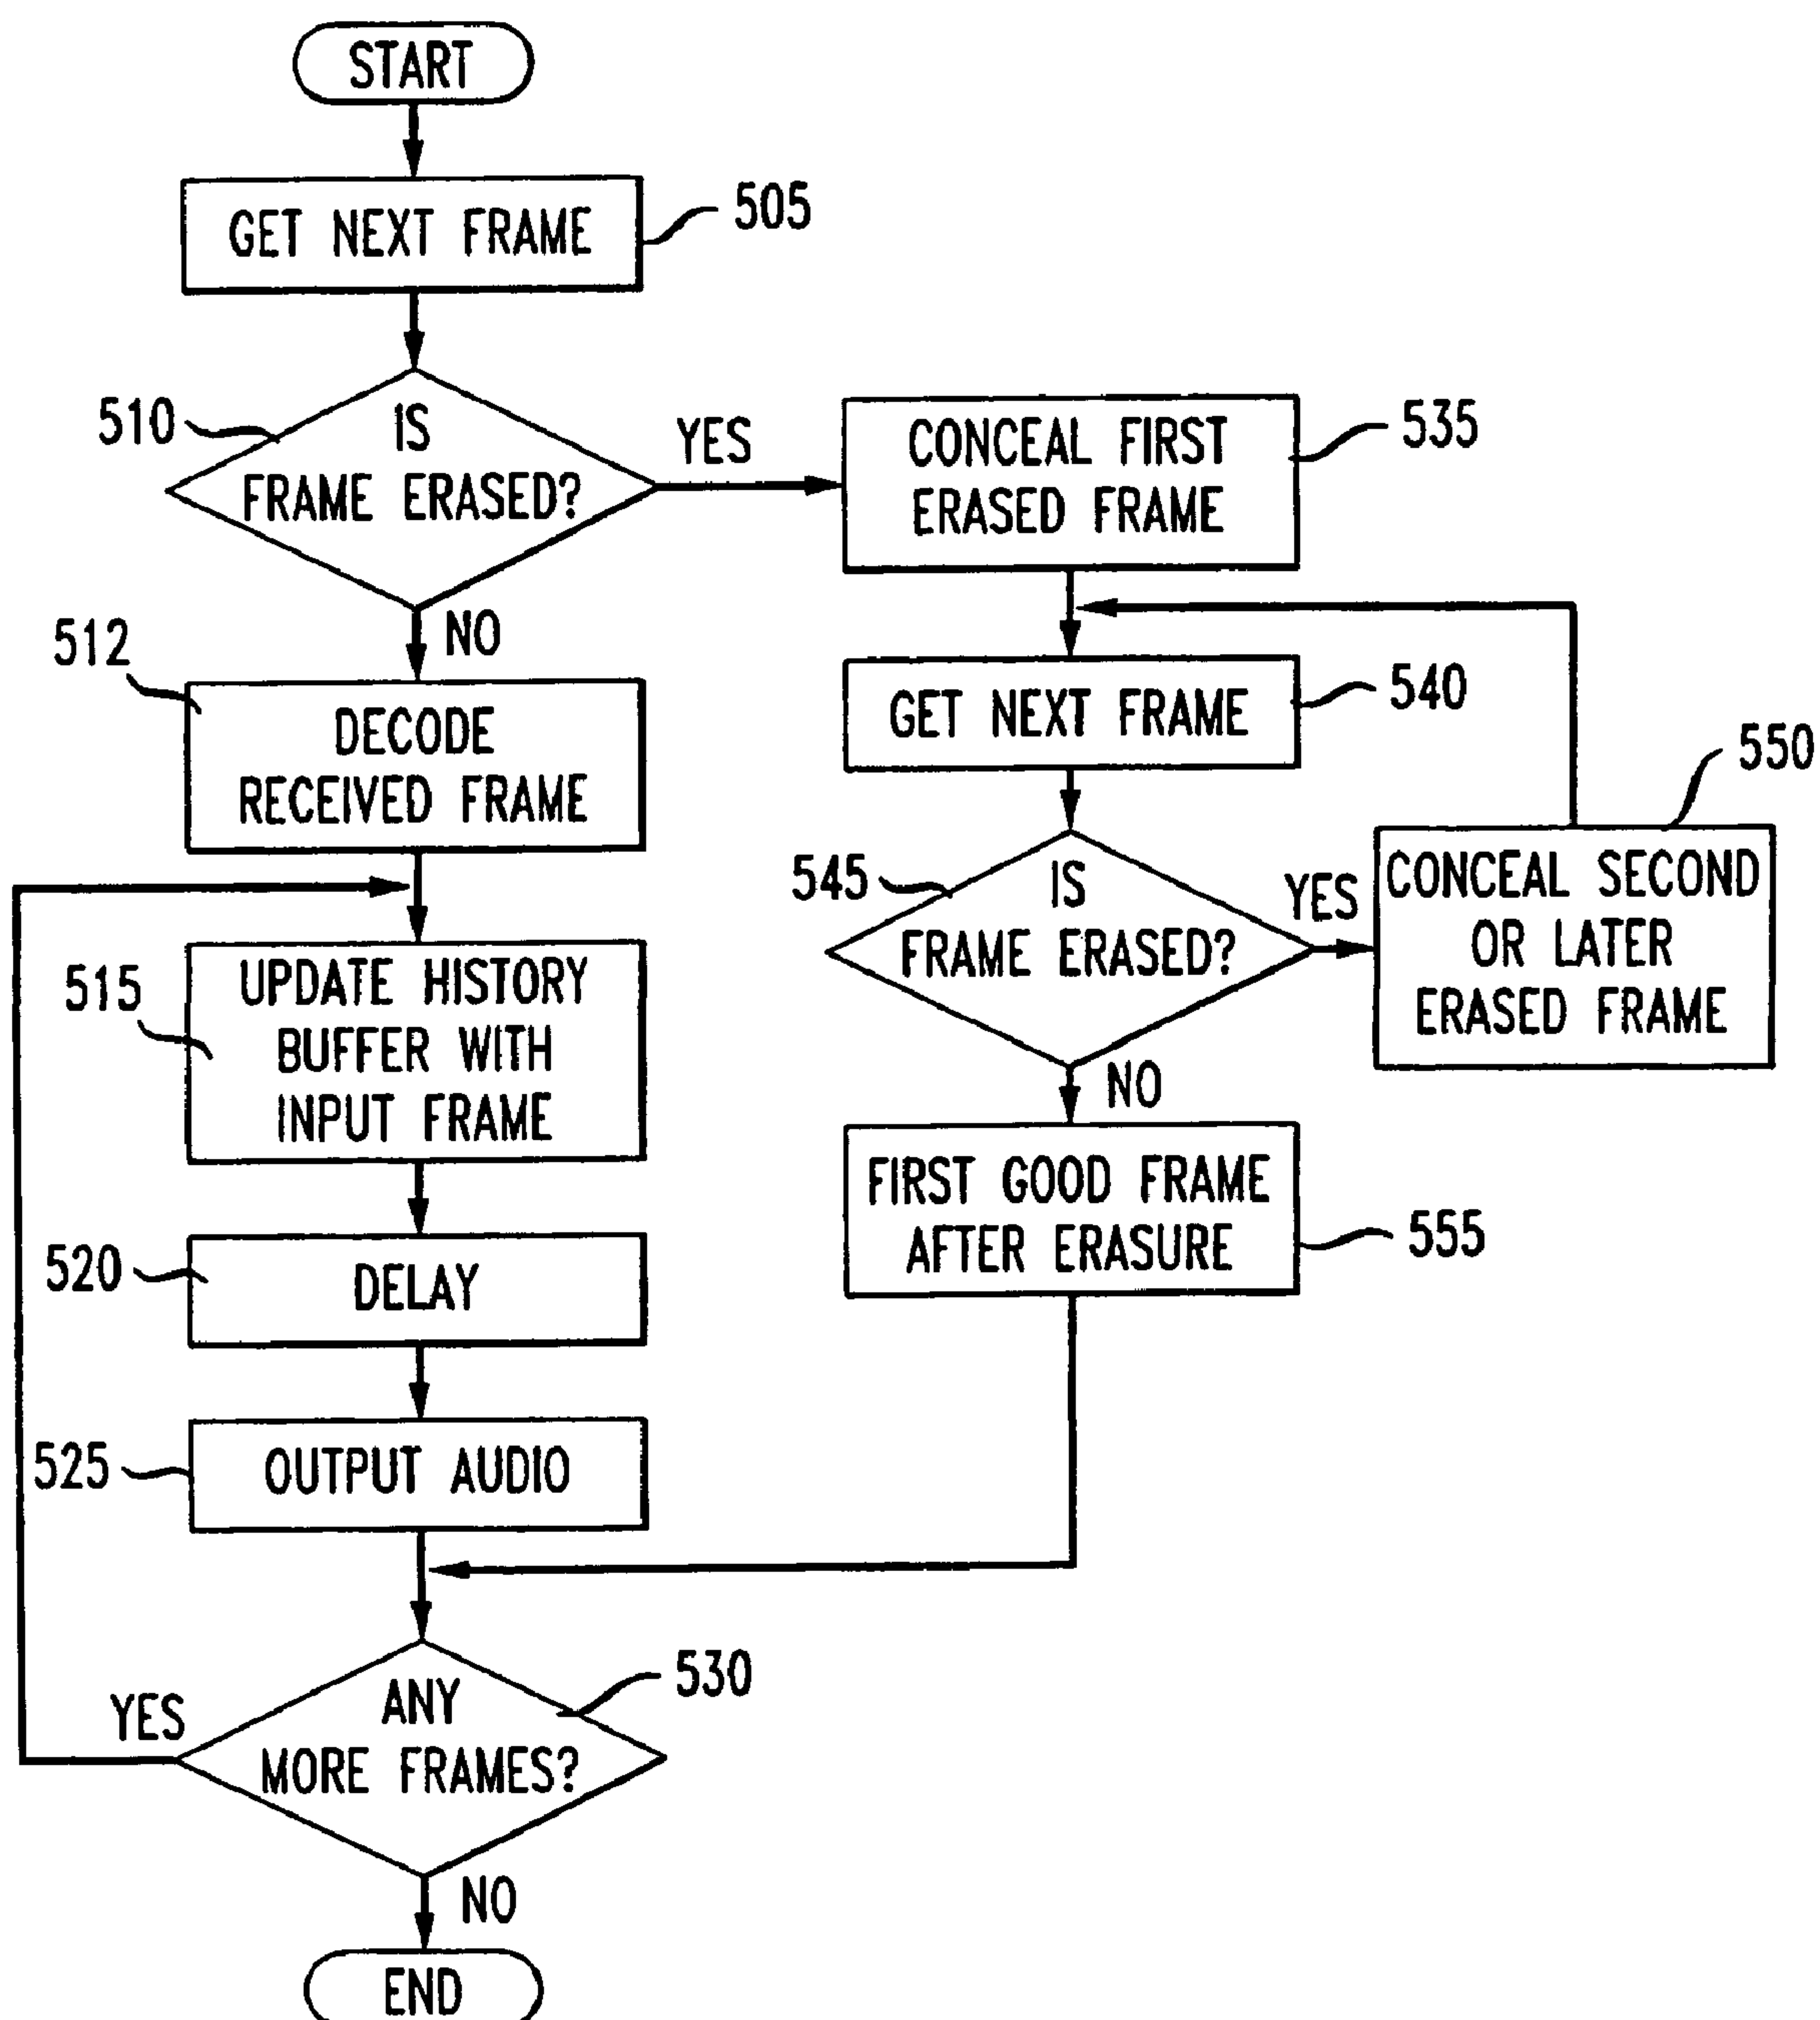 START
GET NEXT FRAME
505
510
IS
FRAME ERASED?
YES
NO
CONCEAL FIRST
ERASED FRAME
535
512
DECODE
RECEIVED FRAME
GET NEXT FRAME
540
545
IS
FRAME ERASED?
YES
NO
550
CONCEAL SECOND
OR LATER
ERASED FRAME
515
UPDATE HISTORY
BUFFER WITH
INPUT FRAME
FIRST GOOD FRAME
AFTER ERASURE
555
520
DELAY
525
OUTPUT AUDIO
530
ANY
MORE FRAMES?
YES
NO
END